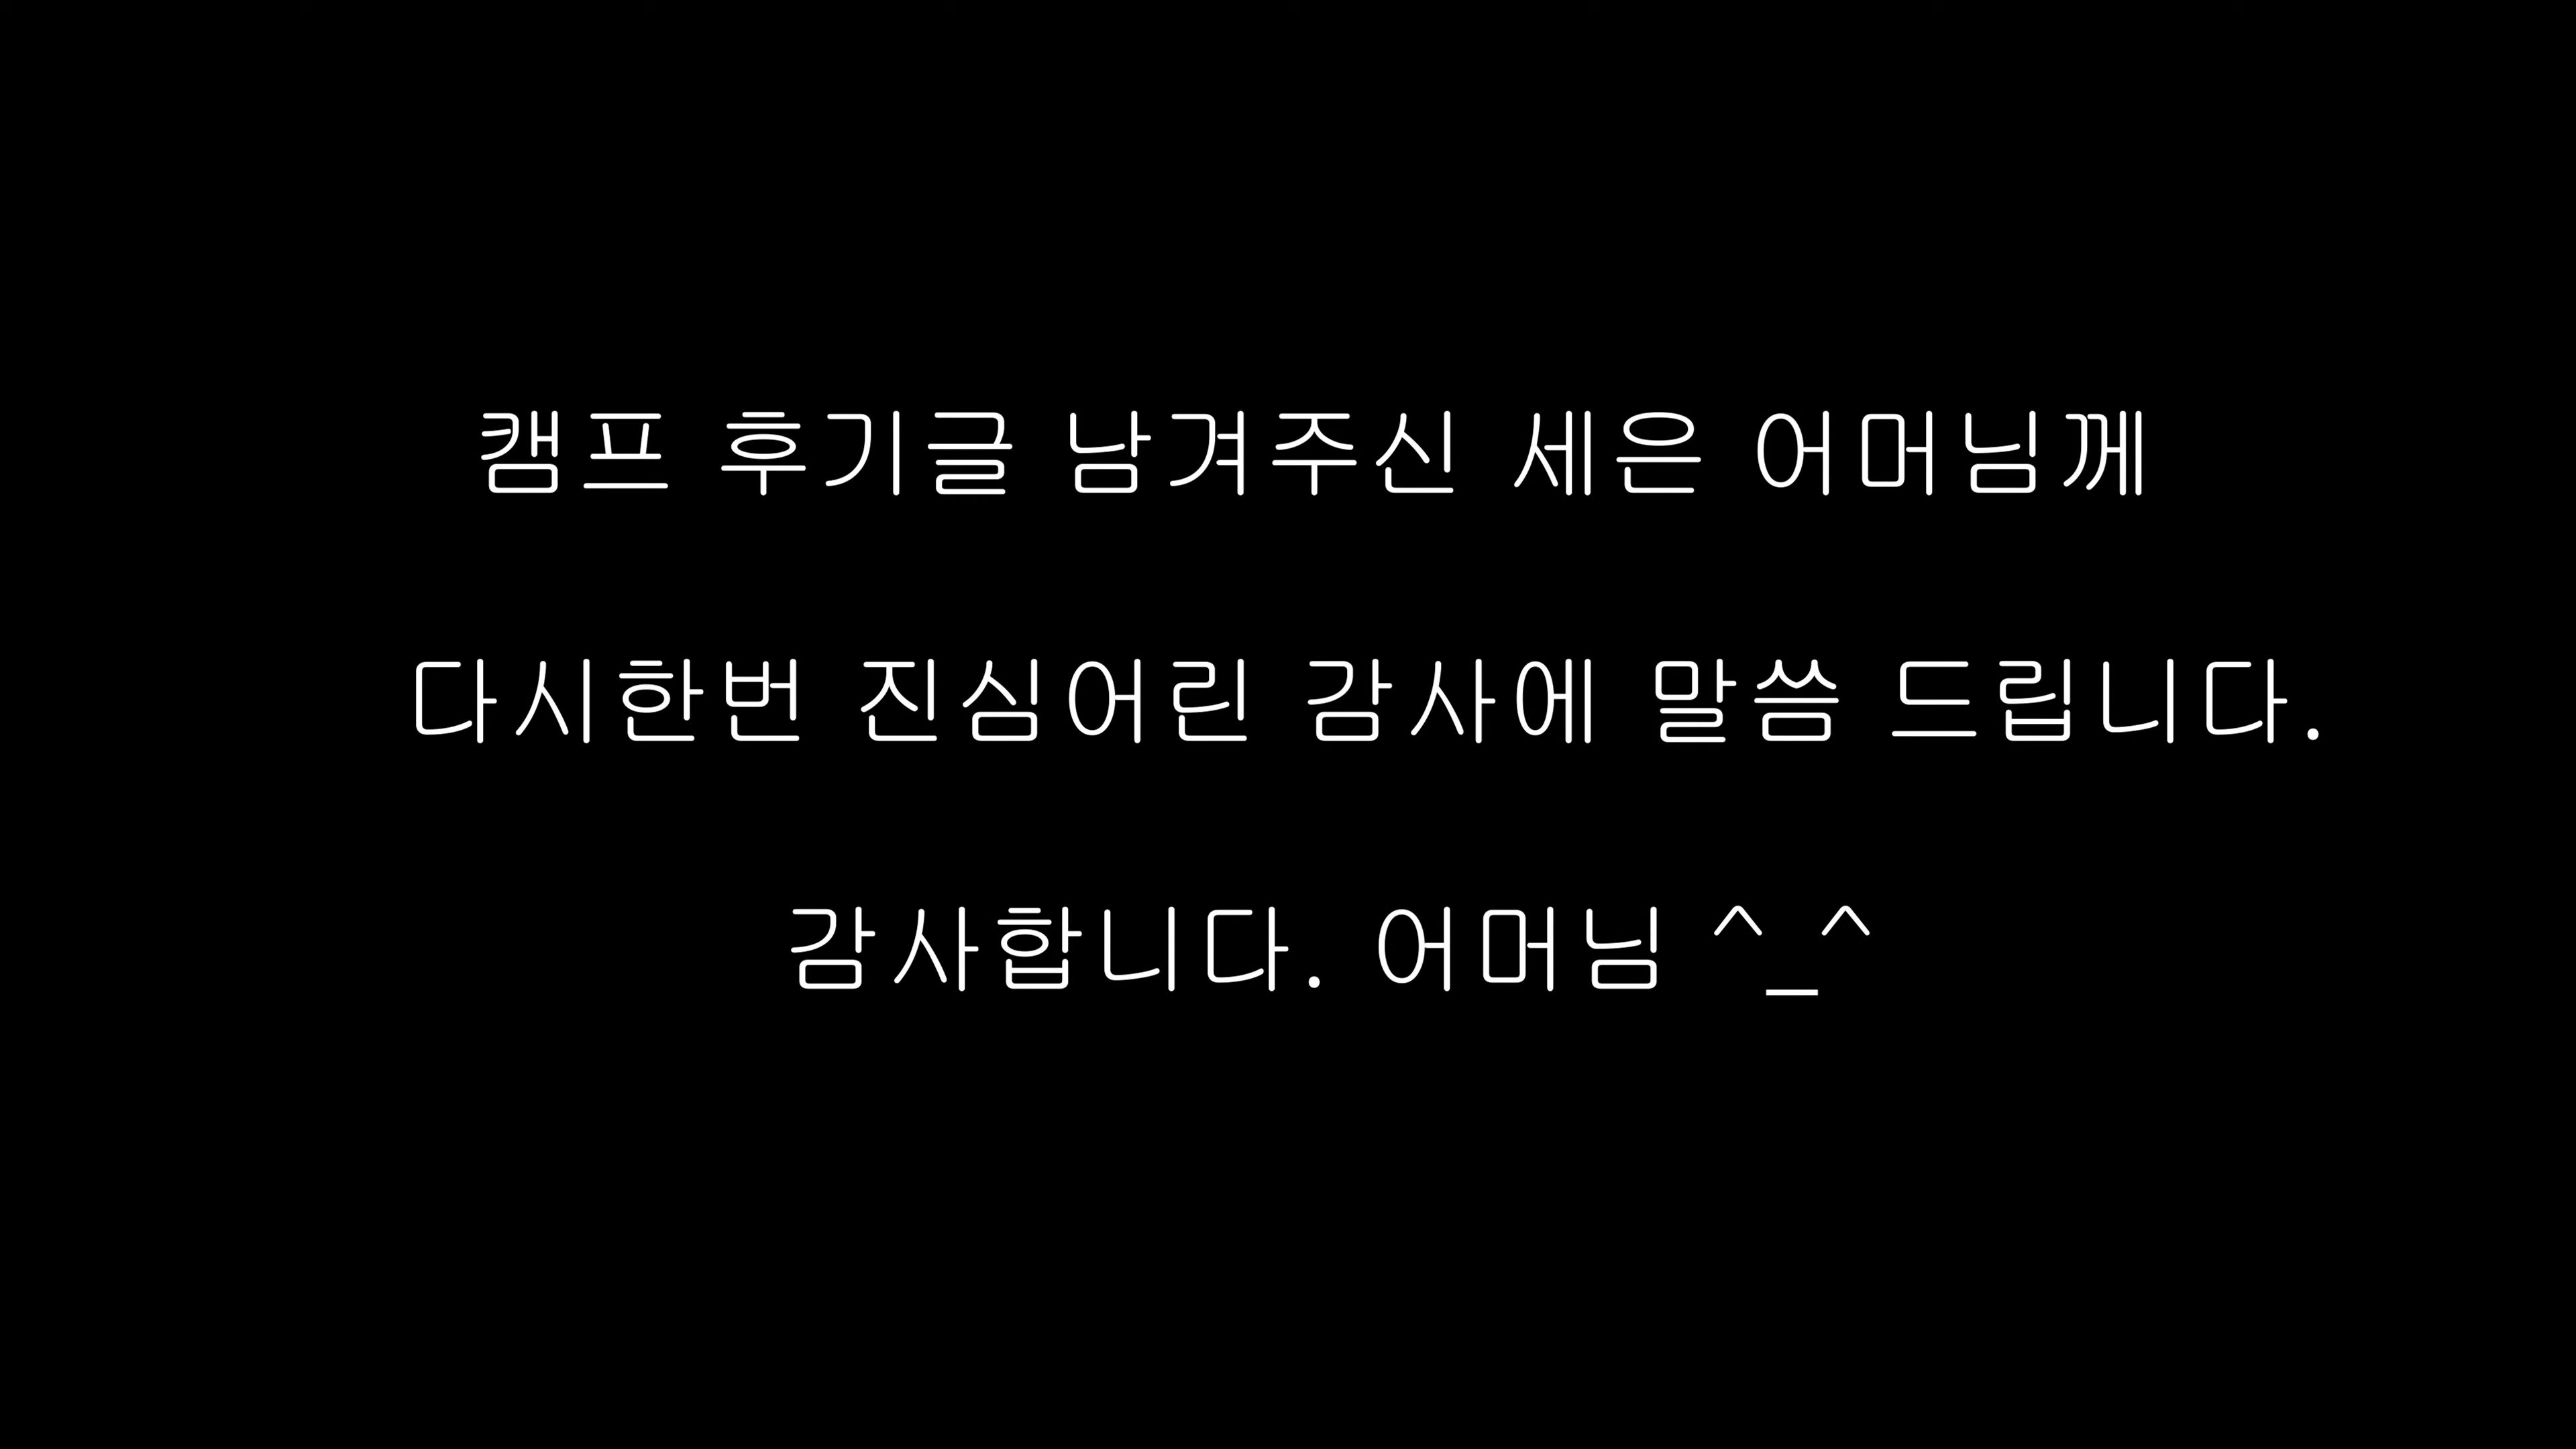 캠프 후기글 남겨주신 세은 어머님께
다시한번 진심어린 감사에 말씀 드립니다.
감사합니다. 어머님 ^_^